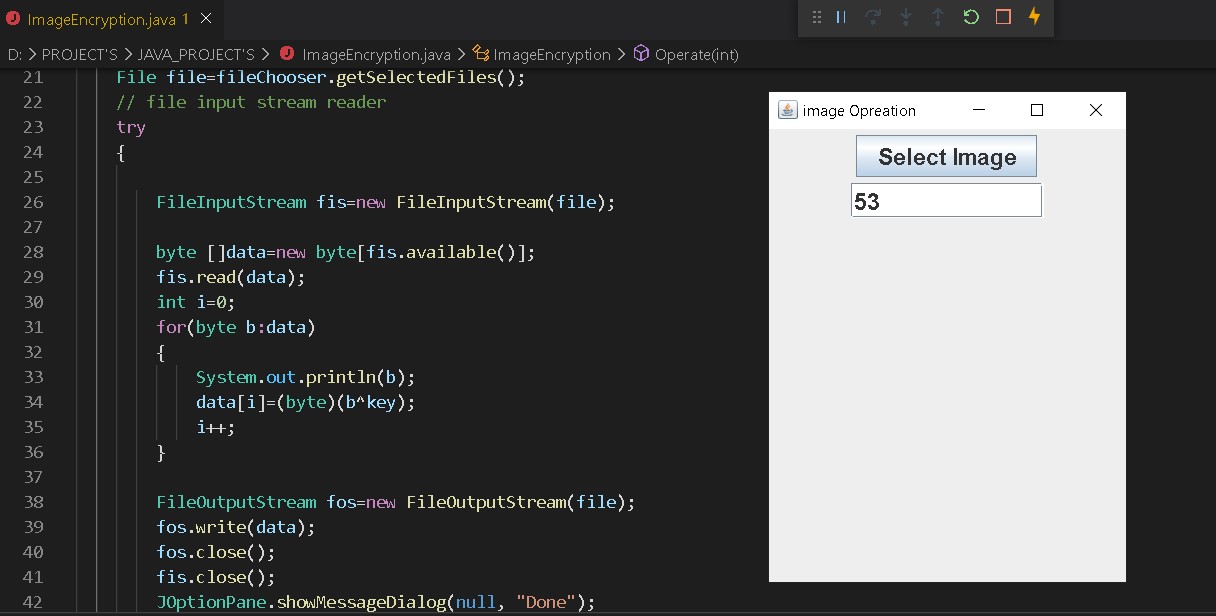 ImageEncryption.java 1
D: > PROJECT'S > JAVA_PROJECT'S > ImageEncryption.java > ImageEncryption > Operate(int)
21 File file=fileChooser.getSelectedFiles();
22 // file input stream reader
23 try
24 {
25
26 FileInputStream fis=new FileInputStream(file);
27
28 byte []data=new byte[fis.available()];
29 fis.read(data);
30 int i=0;
31 for(byte b:data)
32 {
33 System.out.println(b);
34 data[i]=(byte)(b^key);
35 i++;
36 }
37
38 FileOutputStream fos=new FileOutputStream(file);
39 fos.write(data);
40 fos.close();
41 fis.close();
42 JOptionPane.showMessageDialog(null, "Done");
image Opreation
Select Image
53